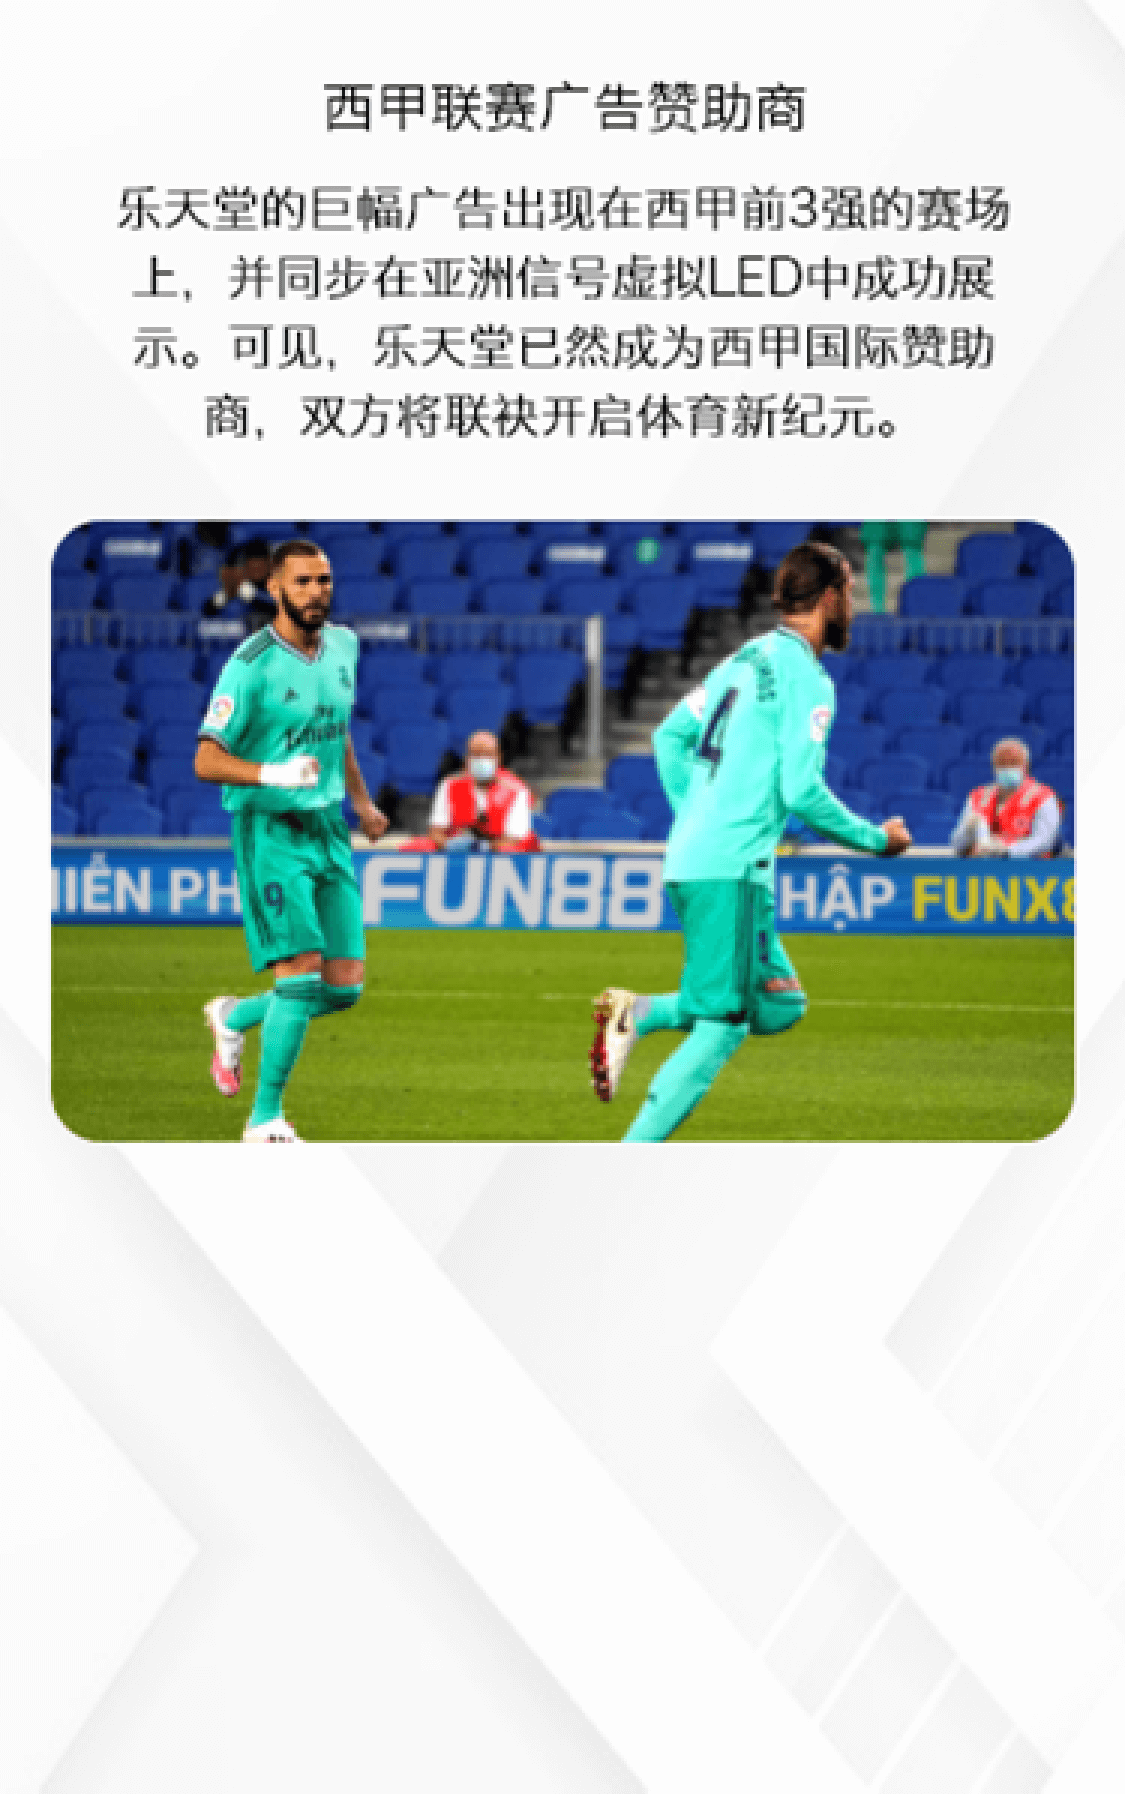 西甲联赛广告赞助商
乐天堂的巨幅广告出现在西甲前3强的赛场
上，并同步在亚洲信号虚拟LED中成功展
示。可见，乐天堂已然成为西甲国际赞助
商，双方将联袂开启体育新纪元。
4
9
IỄN PH FUN88 HẬP FUNX8